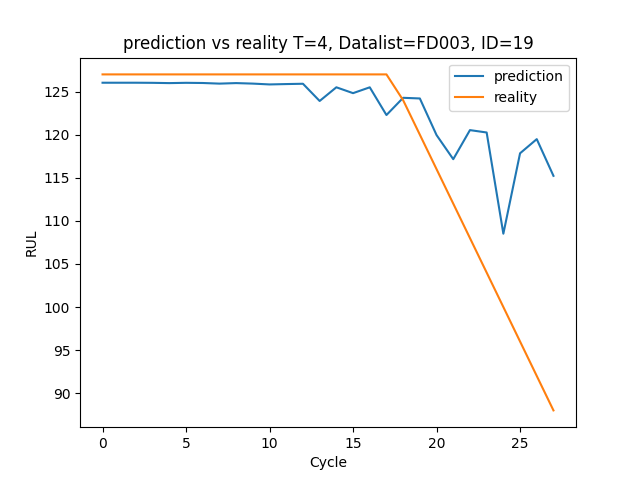 prediction vs reality T=4, Datalist=FD003, ID=19
prediction
reality
RUL
125
120
115
110
105
100
95
90
0 5 10 15 20 25
Cycle